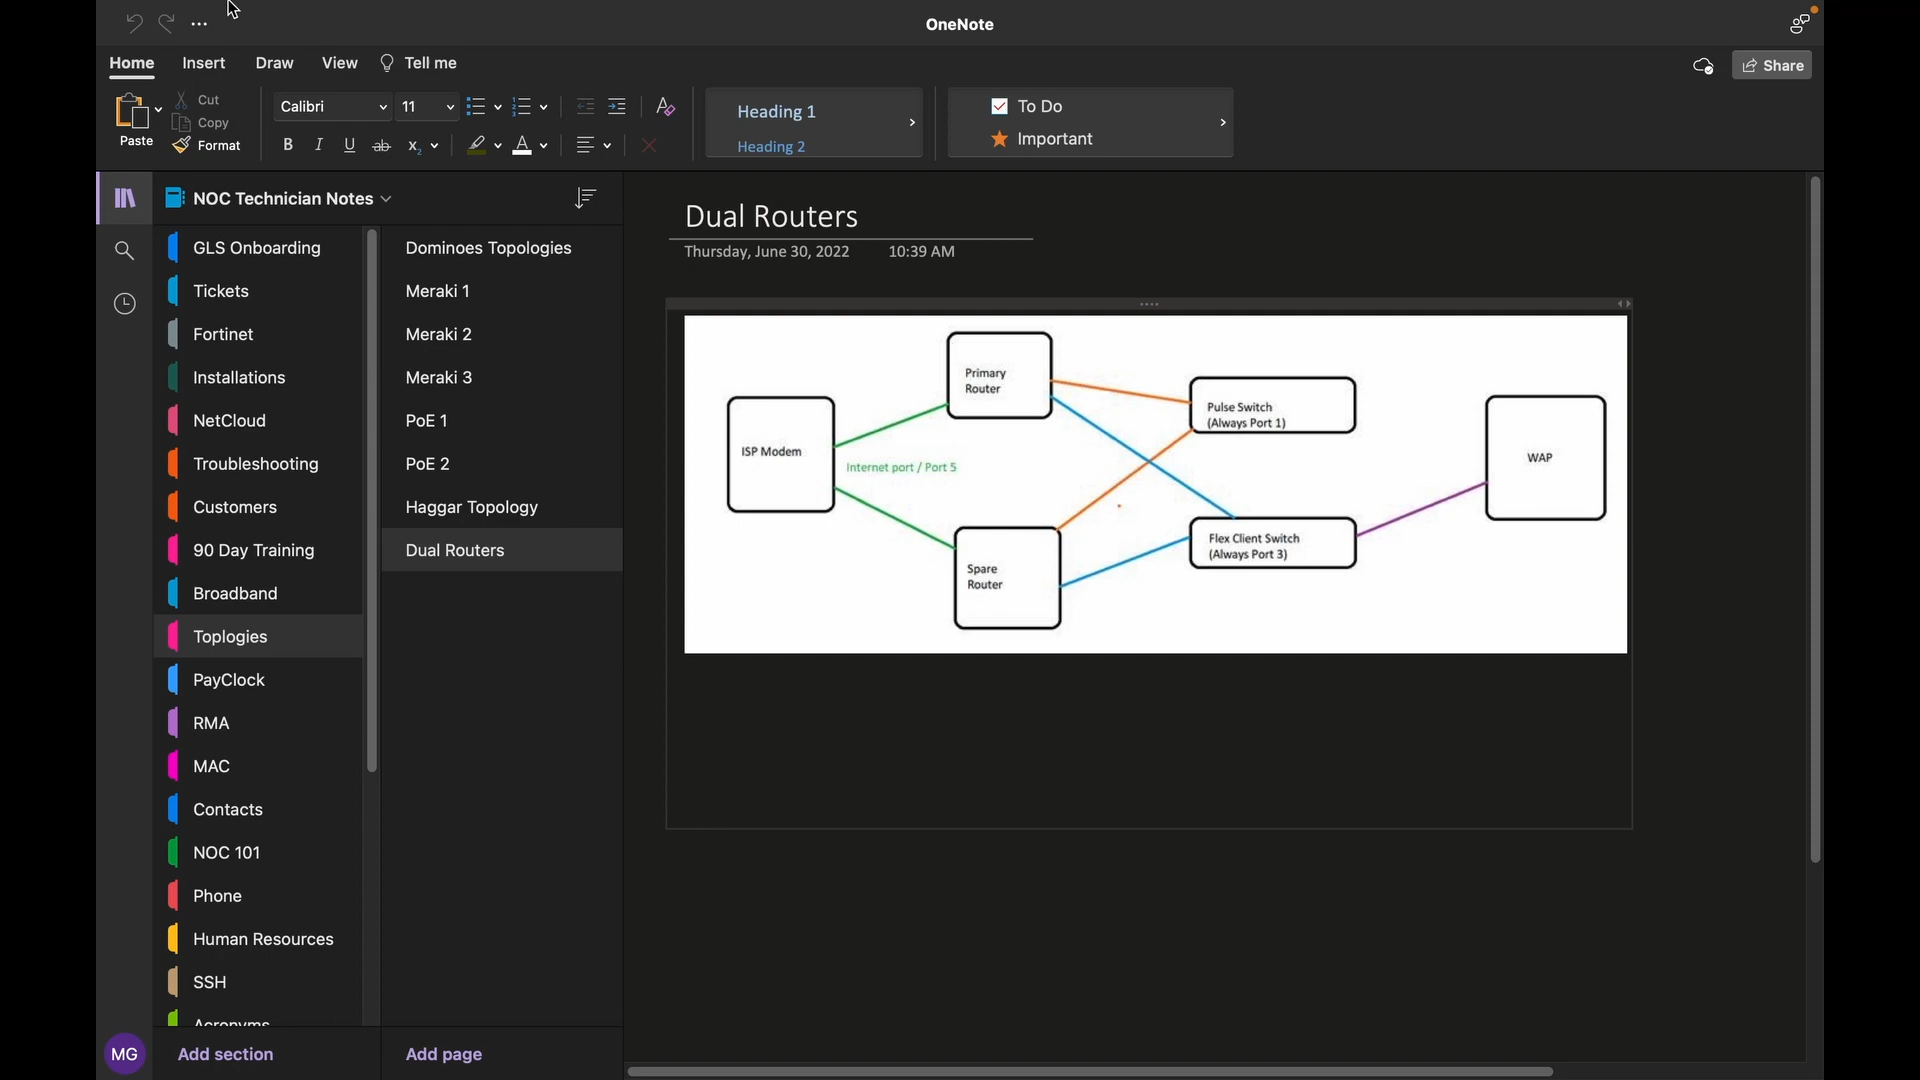 OneNote
Home Insert Draw View Tell me
Share
Paste
Cut
Copy
Format
Calibri 11
Heading 1
Heading 2
To Do
Important
NOC Technician Notes
GLS Onboarding
Tickets
Fortinet
Installations
NetCloud
Troubleshooting
Customers
90 Day Training
Broadband
Toplogies
PayClock
RMA
MAC
Contacts
NOC 101
Phone
Human Resources
SSH
Acronyms
Add section
MG
Dominoes Topologies
Meraki 1
Meraki 2
Meraki 3
PoE 1
PoE 2
Haggar Topology
Dual Routers
Add page
Dual Routers
Thursday, June 30, 2022 10:39 AM
ISP Modem
Internet port / Port 5
Primary
Router
Spare
Router
Pulse Switch
(Always Port 1)
Flex Client Switch
(Always Port 3)
WAP